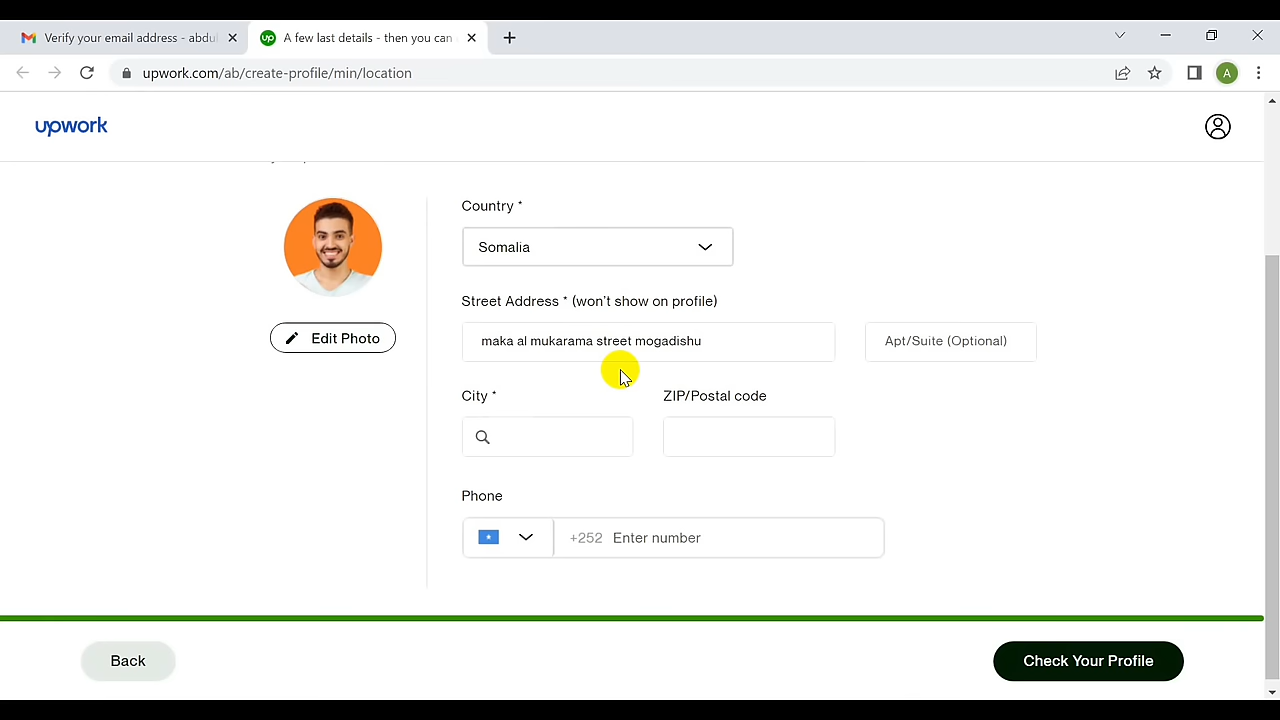 Verify your email address - abdul
A few last details - then you can
upwork.com/ab/create-profile/min/location
A
upwork
Country *
Somalia
Street Address * (won't show on profile)
Edit Photo
maka al mukarama street mogadishu
Apt/Suite (Optional)
City *
ZIP/Postal code
Phone
+252 Enter number
Back
Check Your Profile